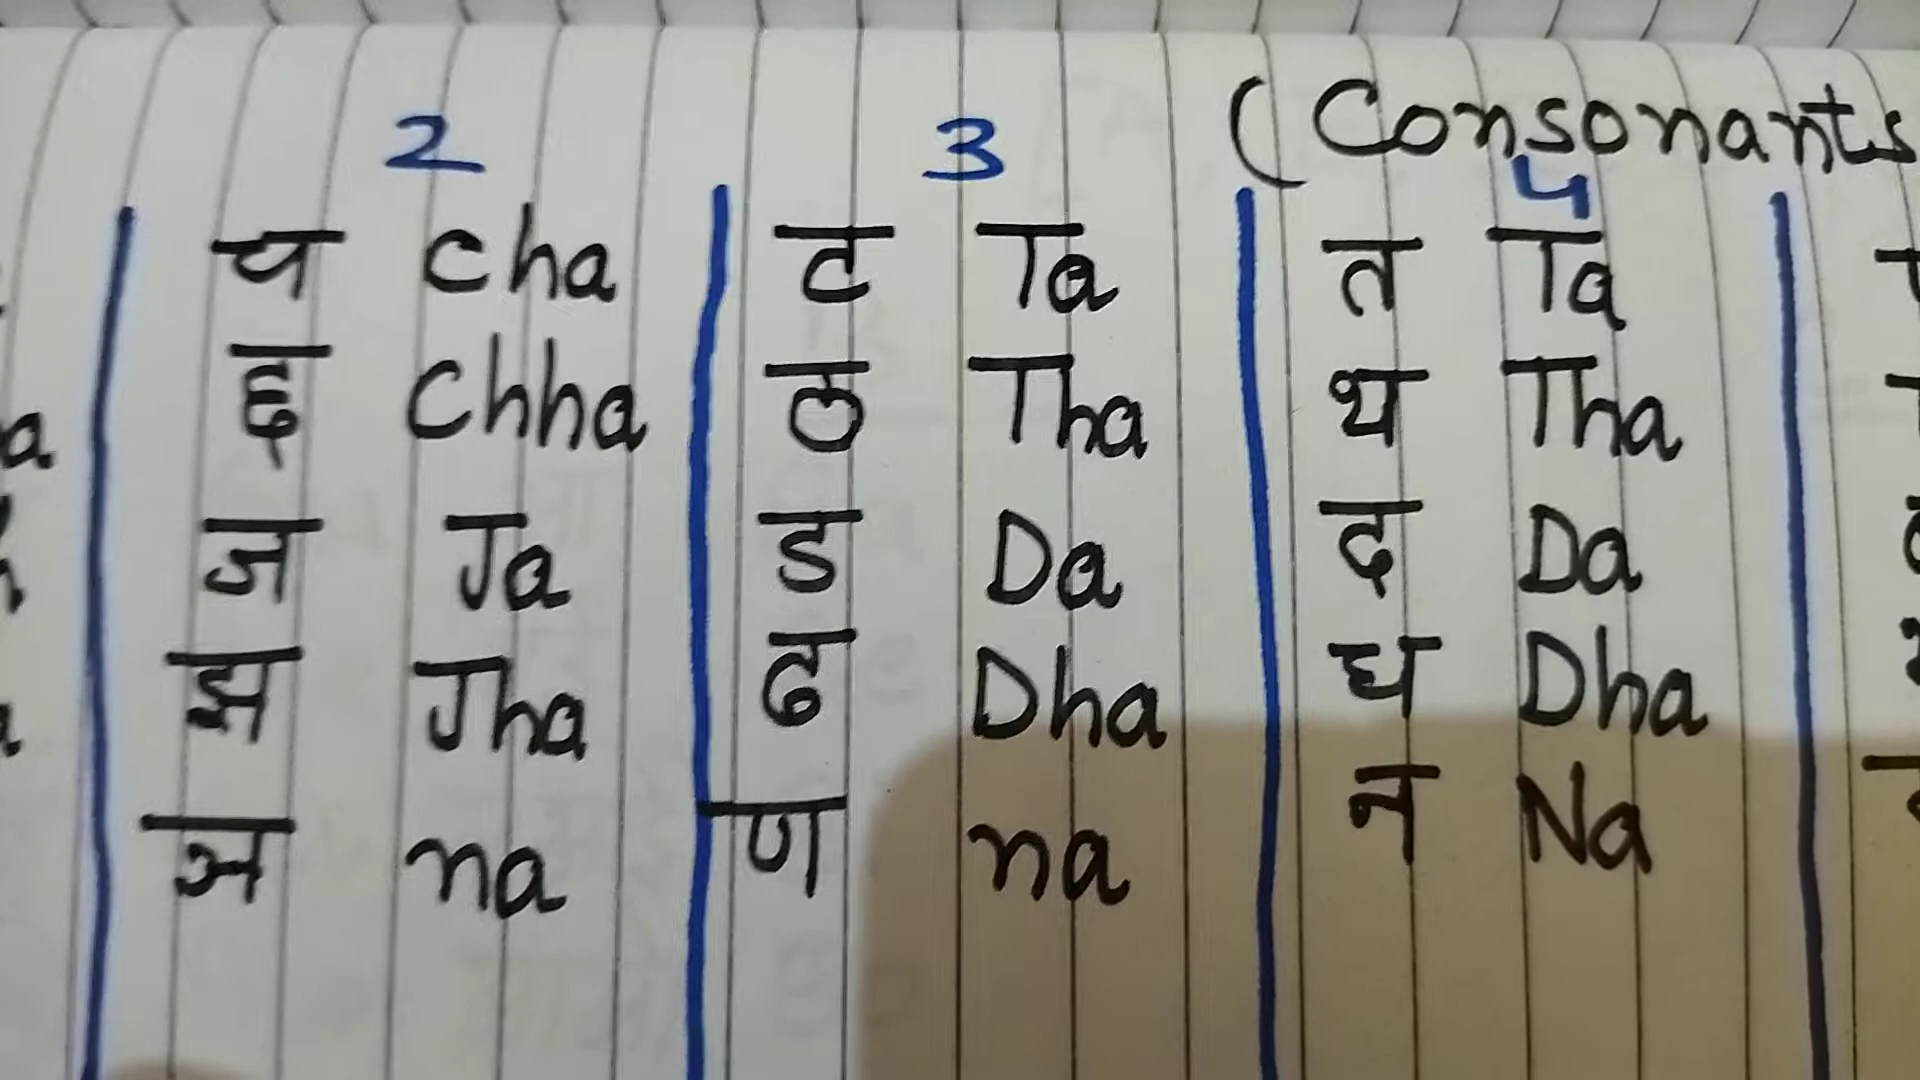 (Consonants
2 3 4
च cha ट Ta त Ta
छ Chha ठ Tha थ Tha
ज Ja ड Da द Da
झ Jha ढ Dha ध Dha
ञ na ण na न Na